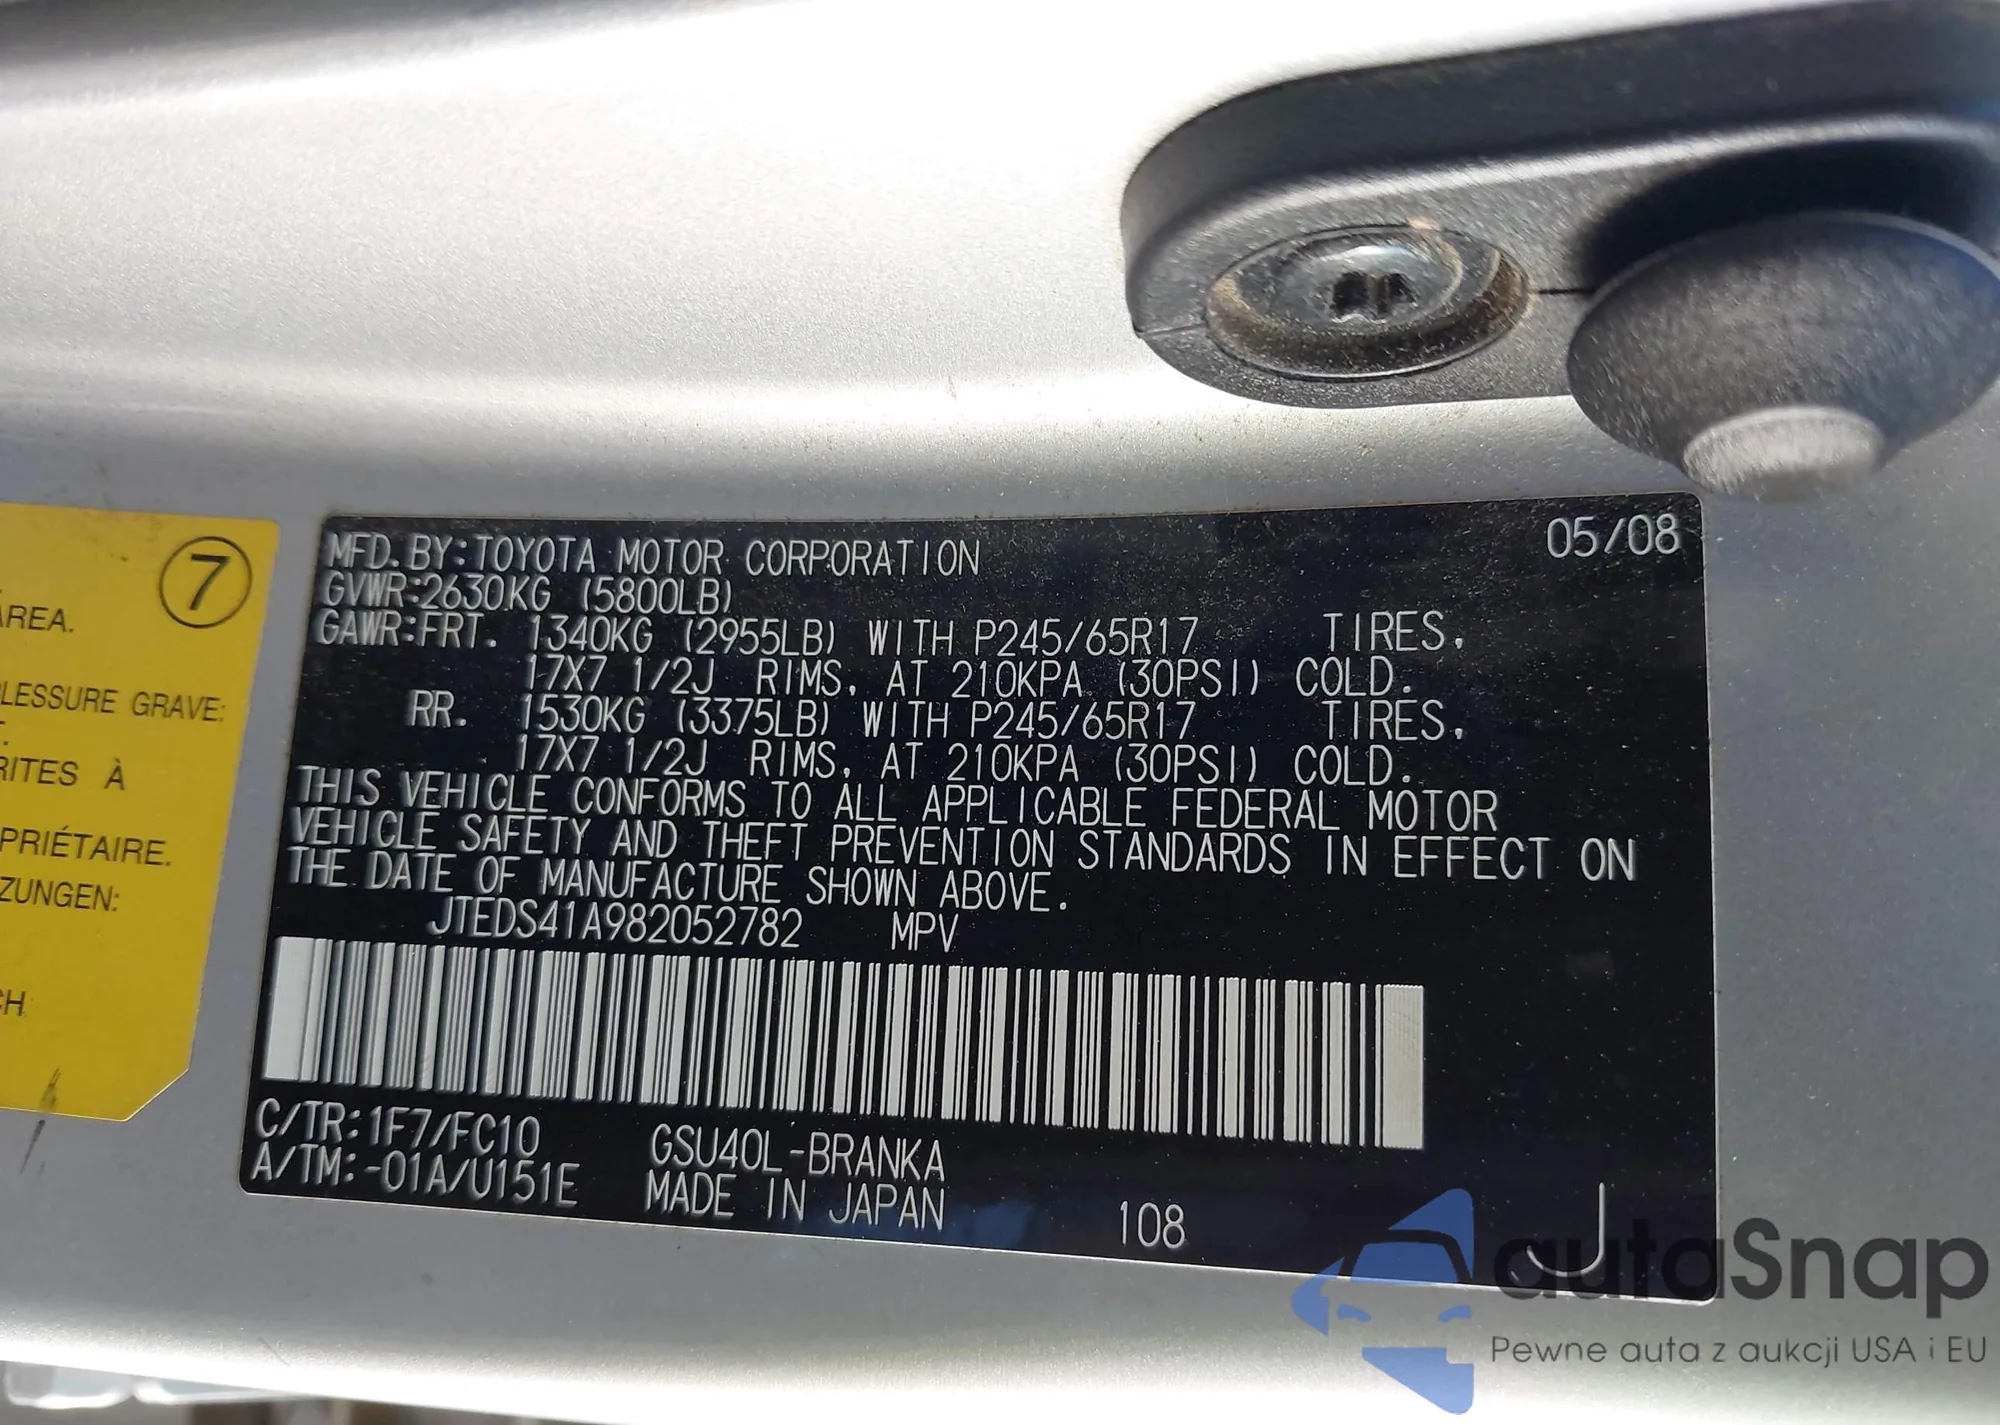 7
AREA.
LESSURE GRAVE:
RITES À
PRIÉTAIRE.
ZUNGEN:
CH
MFD.BY:TOYOTA MOTOR CORPORATION 05/08
GVWR:2630KG (5800LB)
GAWR:FRT. 1340KG (2955LB) WITH P245/65R17 TIRES,
17X7 1/2J RIMS, AT 210KPA (30PSI) COLD.
RR. 1530KG (3375LB) WITH P245/65R17 TIRES,
17X7 1/2J RIMS, AT 210KPA (30PSI) COLD.
THIS VEHICLE CONFORMS TO ALL APPLICABLE FEDERAL MOTOR
VEHICLE SAFETY AND THEFT PREVENTION STANDARDS IN EFFECT ON
THE DATE OF MANUFACTURE SHOWN ABOVE.
JTEDS41A982052782 MPV
C/TR:1F7/FC10 GSU40L-BRANKA
A/TM:-01A/U151E MADE IN JAPAN 108 J
autaSnap
Pewne auta z aukcji USA i EU